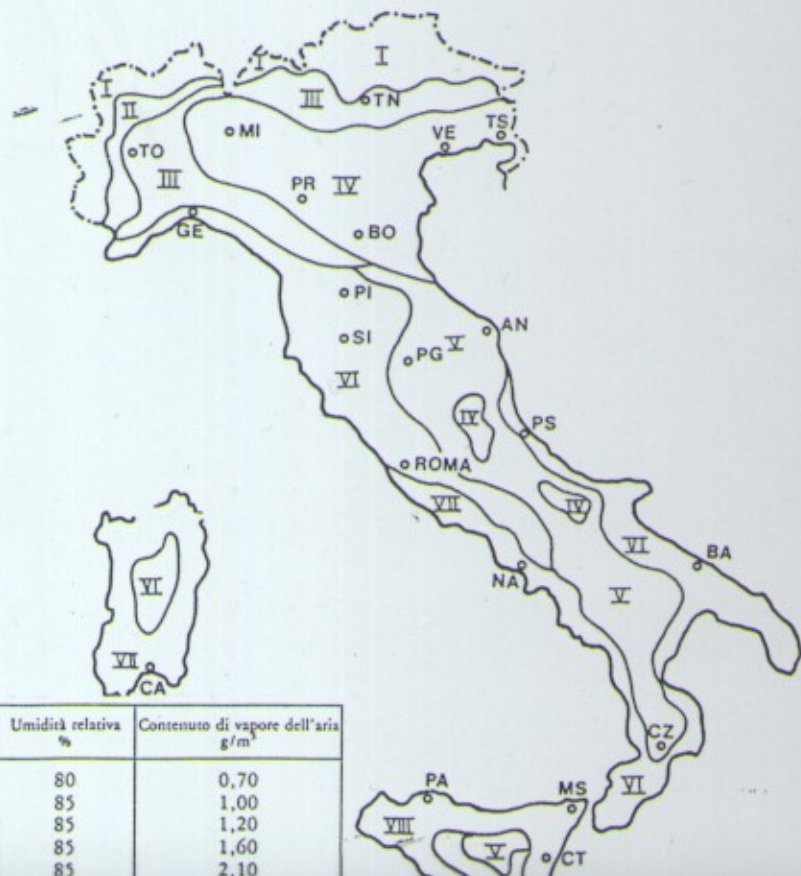 I
I
I
II
III
TN
MI
VE
TS
TO
III
PR
IV
GE
BO
PI
AN
SI
V
PG
VI
IV
PS
ROMA
VII
IV
VI
BA
NA
V
VI
VII
CA
CZ
VI
PA
MS
VIII
V
CT
Umidità relativa Contenuto di vapore dell'aria
% g/m³
80 0,70
85 1,00
85 1,20
85 1,60
85 2,10